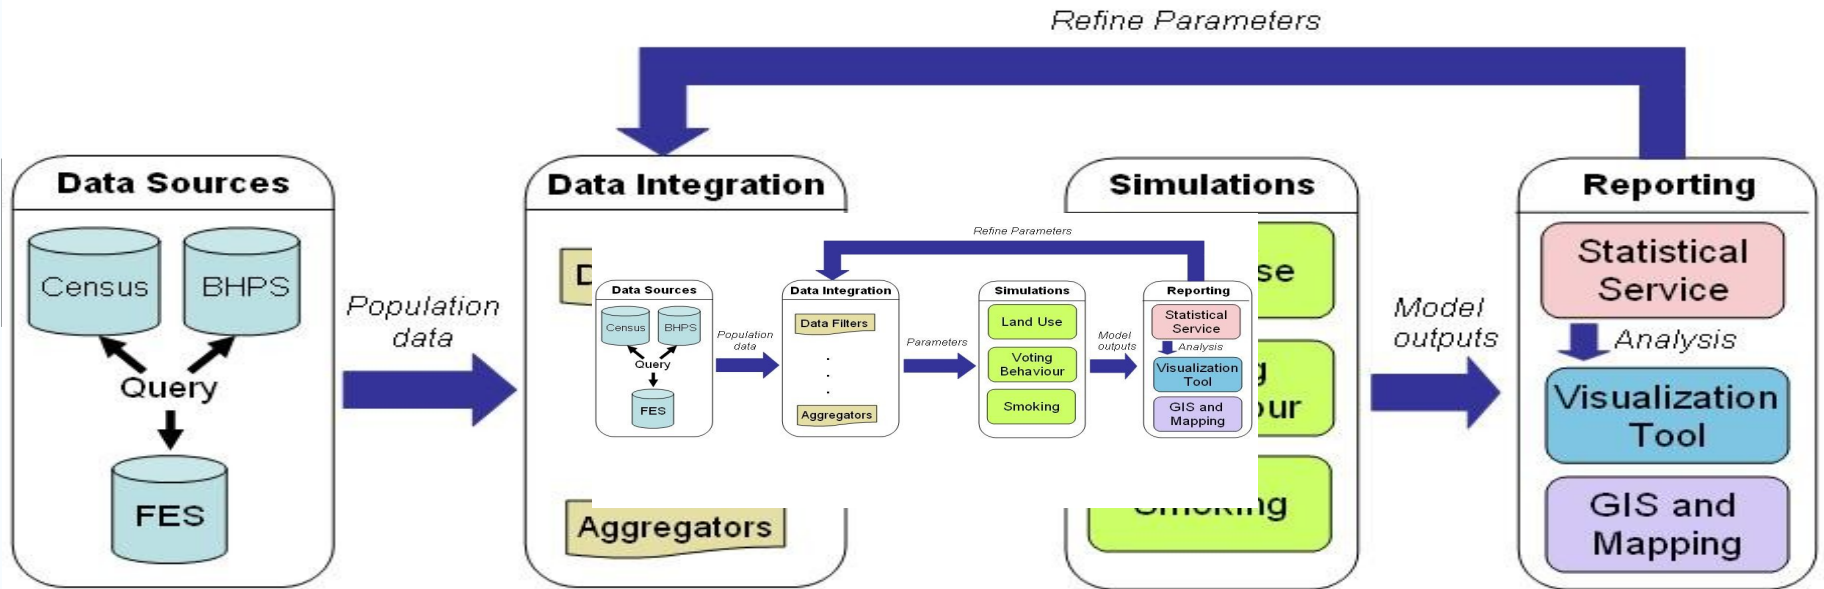 Refine Parameters
Data Sources
Census
BHPS
Query
FES
Population
data
Data Integration
D
Aggregators
Refine Parameters
Data Sources
Census
BHPS
Query
FES
Population
data
Data Integration
Data Filters
.
.
.
Aggregators
Parameters
Simulations
Land Use
Voting
Behaviour
Smoking
Model
outputs
Reporting
Statistical
Service
Analysis
Visualization
Tool
GIS and
Mapping
Simulations
se
g
our
Smoking
Model
outputs
Reporting
Statistical
Service
Analysis
Visualization
Tool
GIS and
Mapping